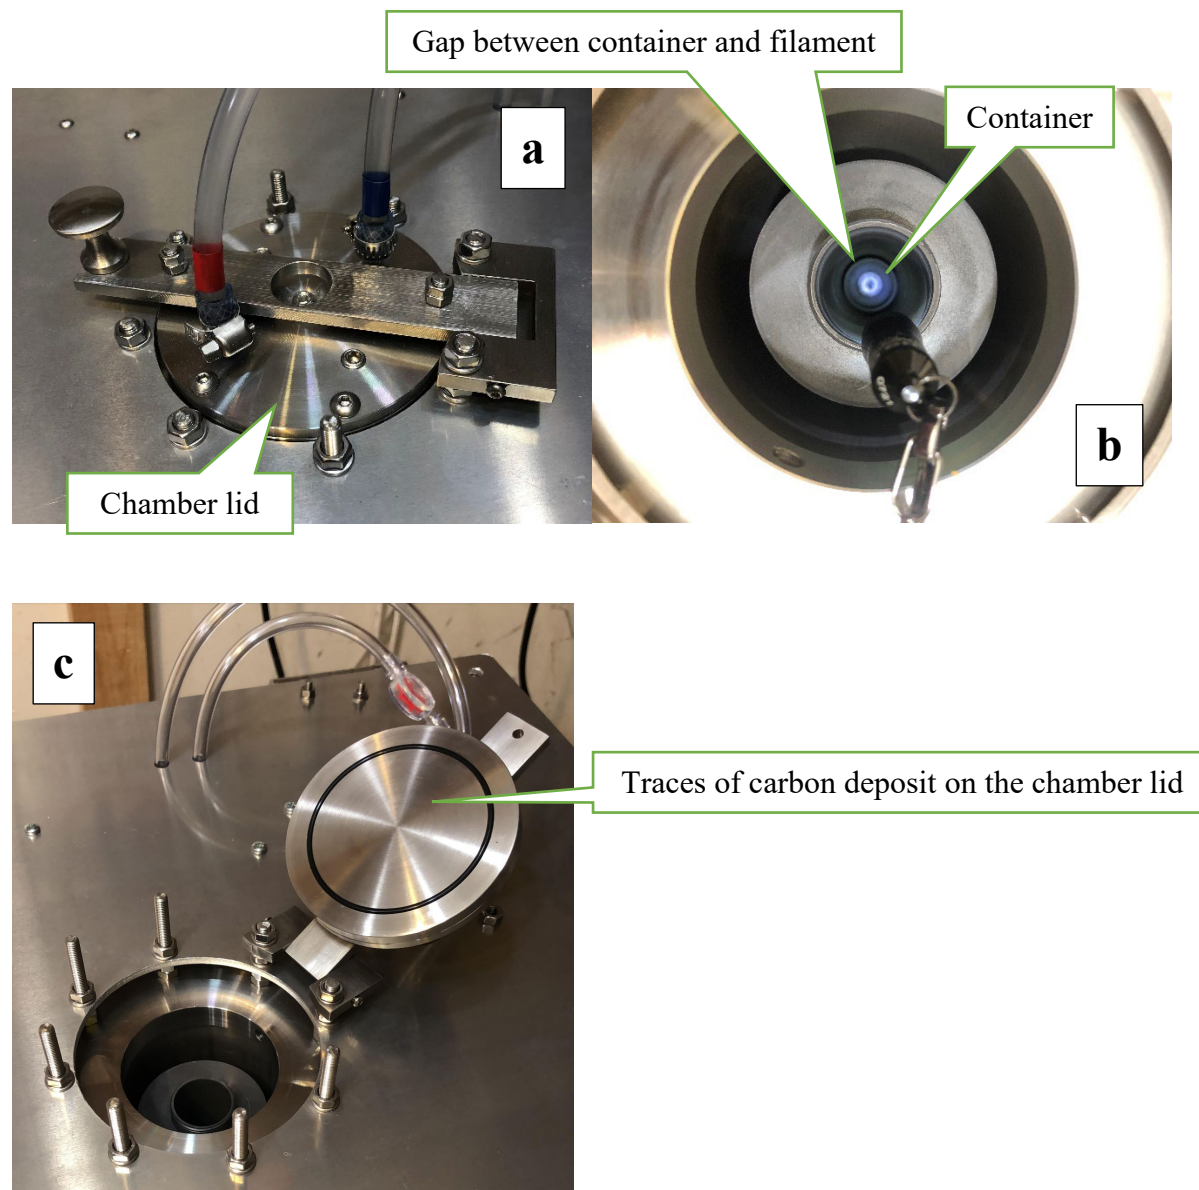 Gap between container and filament
a
Container
b
Chamber lid
c
Traces of carbon deposit on the chamber lid